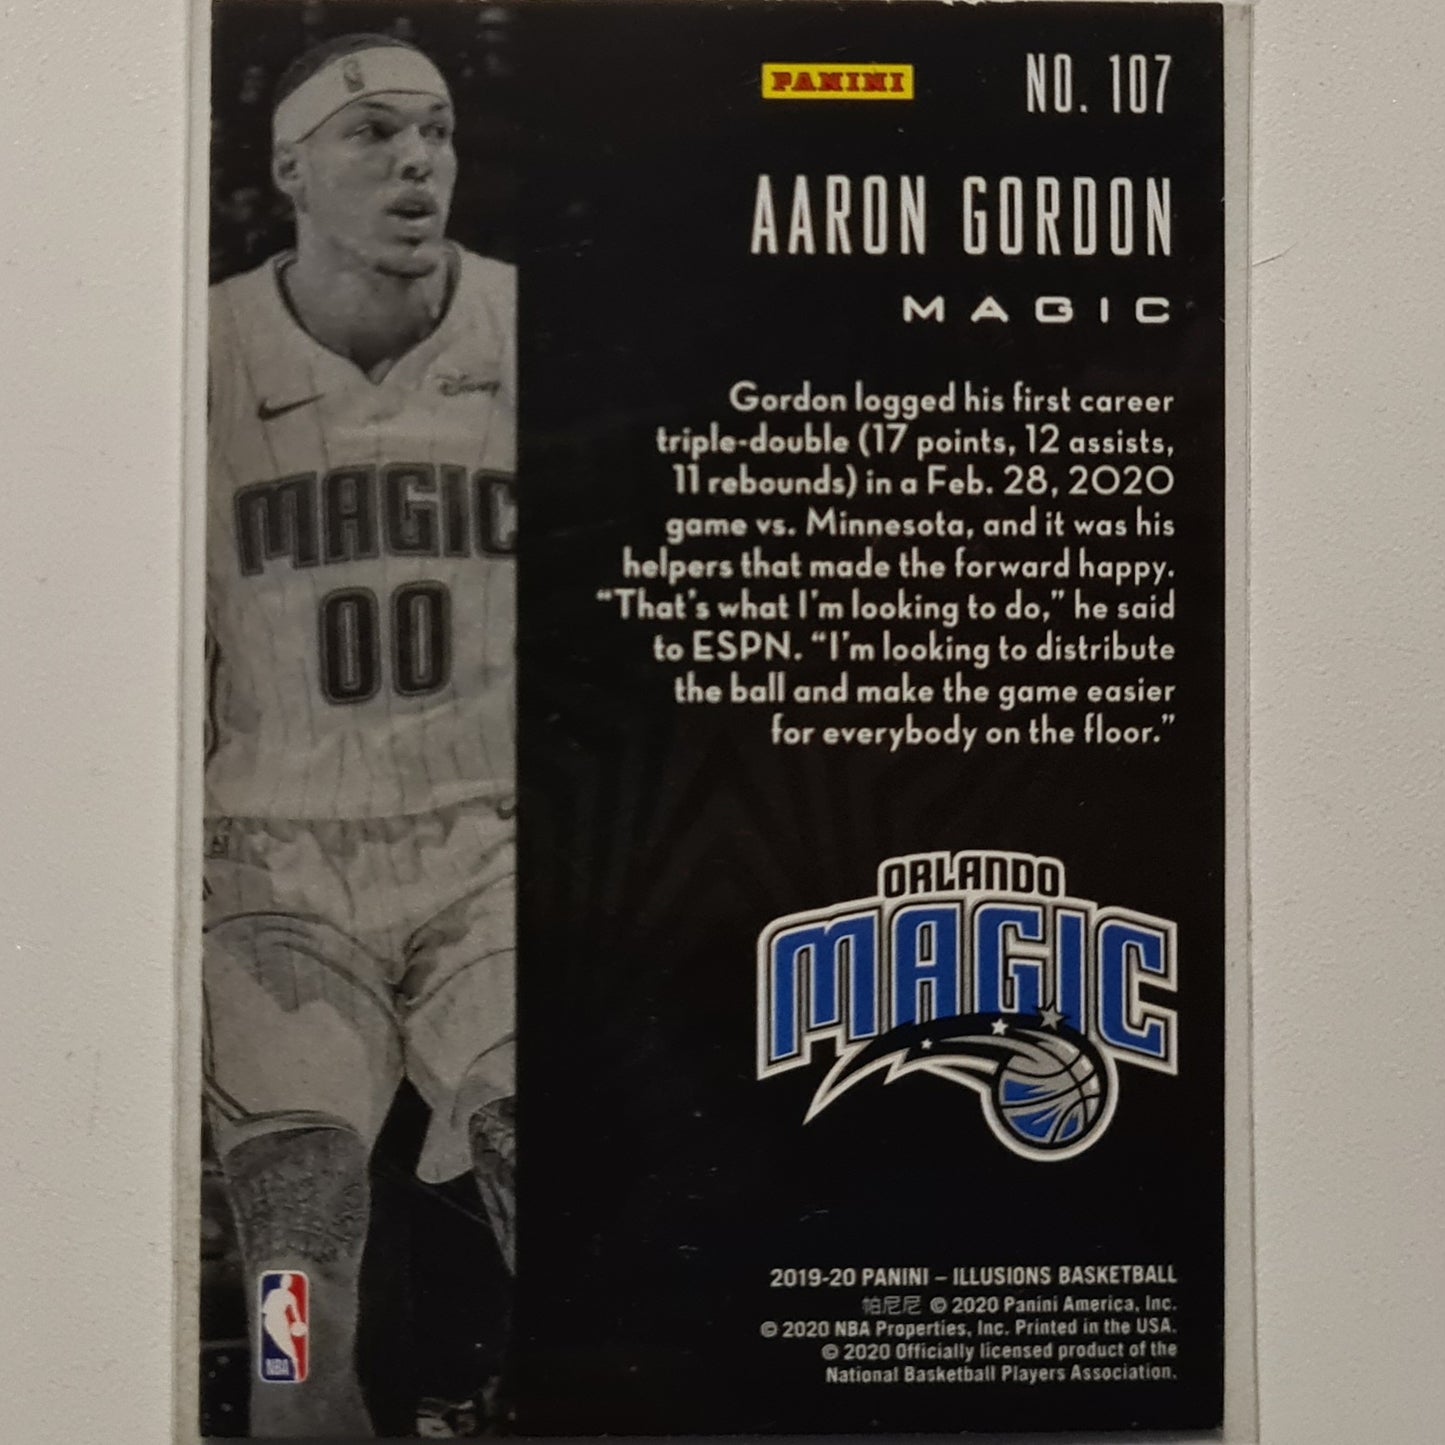 PANINI
NO. 107
AARON GORDON
MAGIC
Gordon logged his first career
triple-double (17 points, 12 assists,
11 rebounds) in a Feb. 28, 2020
game vs. Minnesota, and it was his
helpers that made the forward happy.
“That’s what I’m looking to do,” he said
to ESPN. “I’m looking to distribute
the ball and make the game easier
for everybody on the floor.”
Disney
MAGIC
00
ORLANDO
MAGIC
NBA
2019-20 PANINI – ILLUSIONS BASKETBALL
帕尼尼 © 2020 Panini America, Inc.
© 2020 NBA Properties, Inc. Printed in the USA.
© 2020 Officially licensed product of the
National Basketball Players Association.